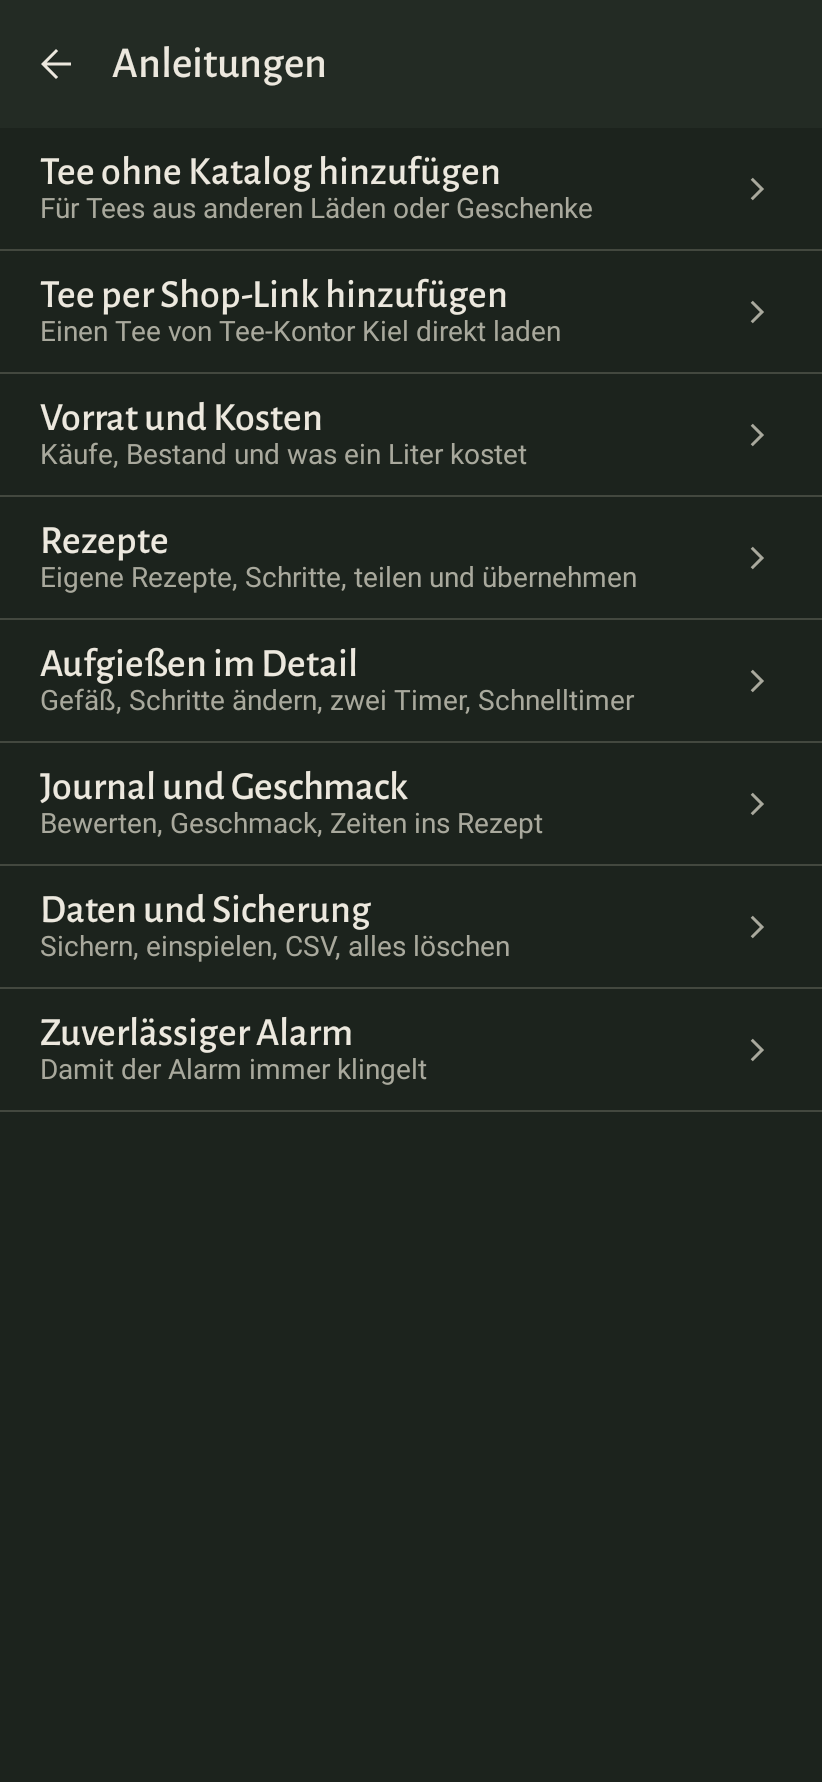 Anleitungen
Tee ohne Katalog hinzufügen
Für Tees aus anderen Läden oder Geschenke
Tee per Shop-Link hinzufügen
Einen Tee von Tee-Kontor Kiel direkt laden
Vorrat und Kosten
Käufe, Bestand und was ein Liter kostet
Rezepte
Eigene Rezepte, Schritte, teilen und übernehmen
Aufgießen im Detail
Gefäß, Schritte ändern, zwei Timer, Schnelltimer
Journal und Geschmack
Bewerten, Geschmack, Zeiten ins Rezept
Daten und Sicherung
Sichern, einspielen, CSV, alles löschen
Zuverlässiger Alarm
Damit der Alarm immer klingelt